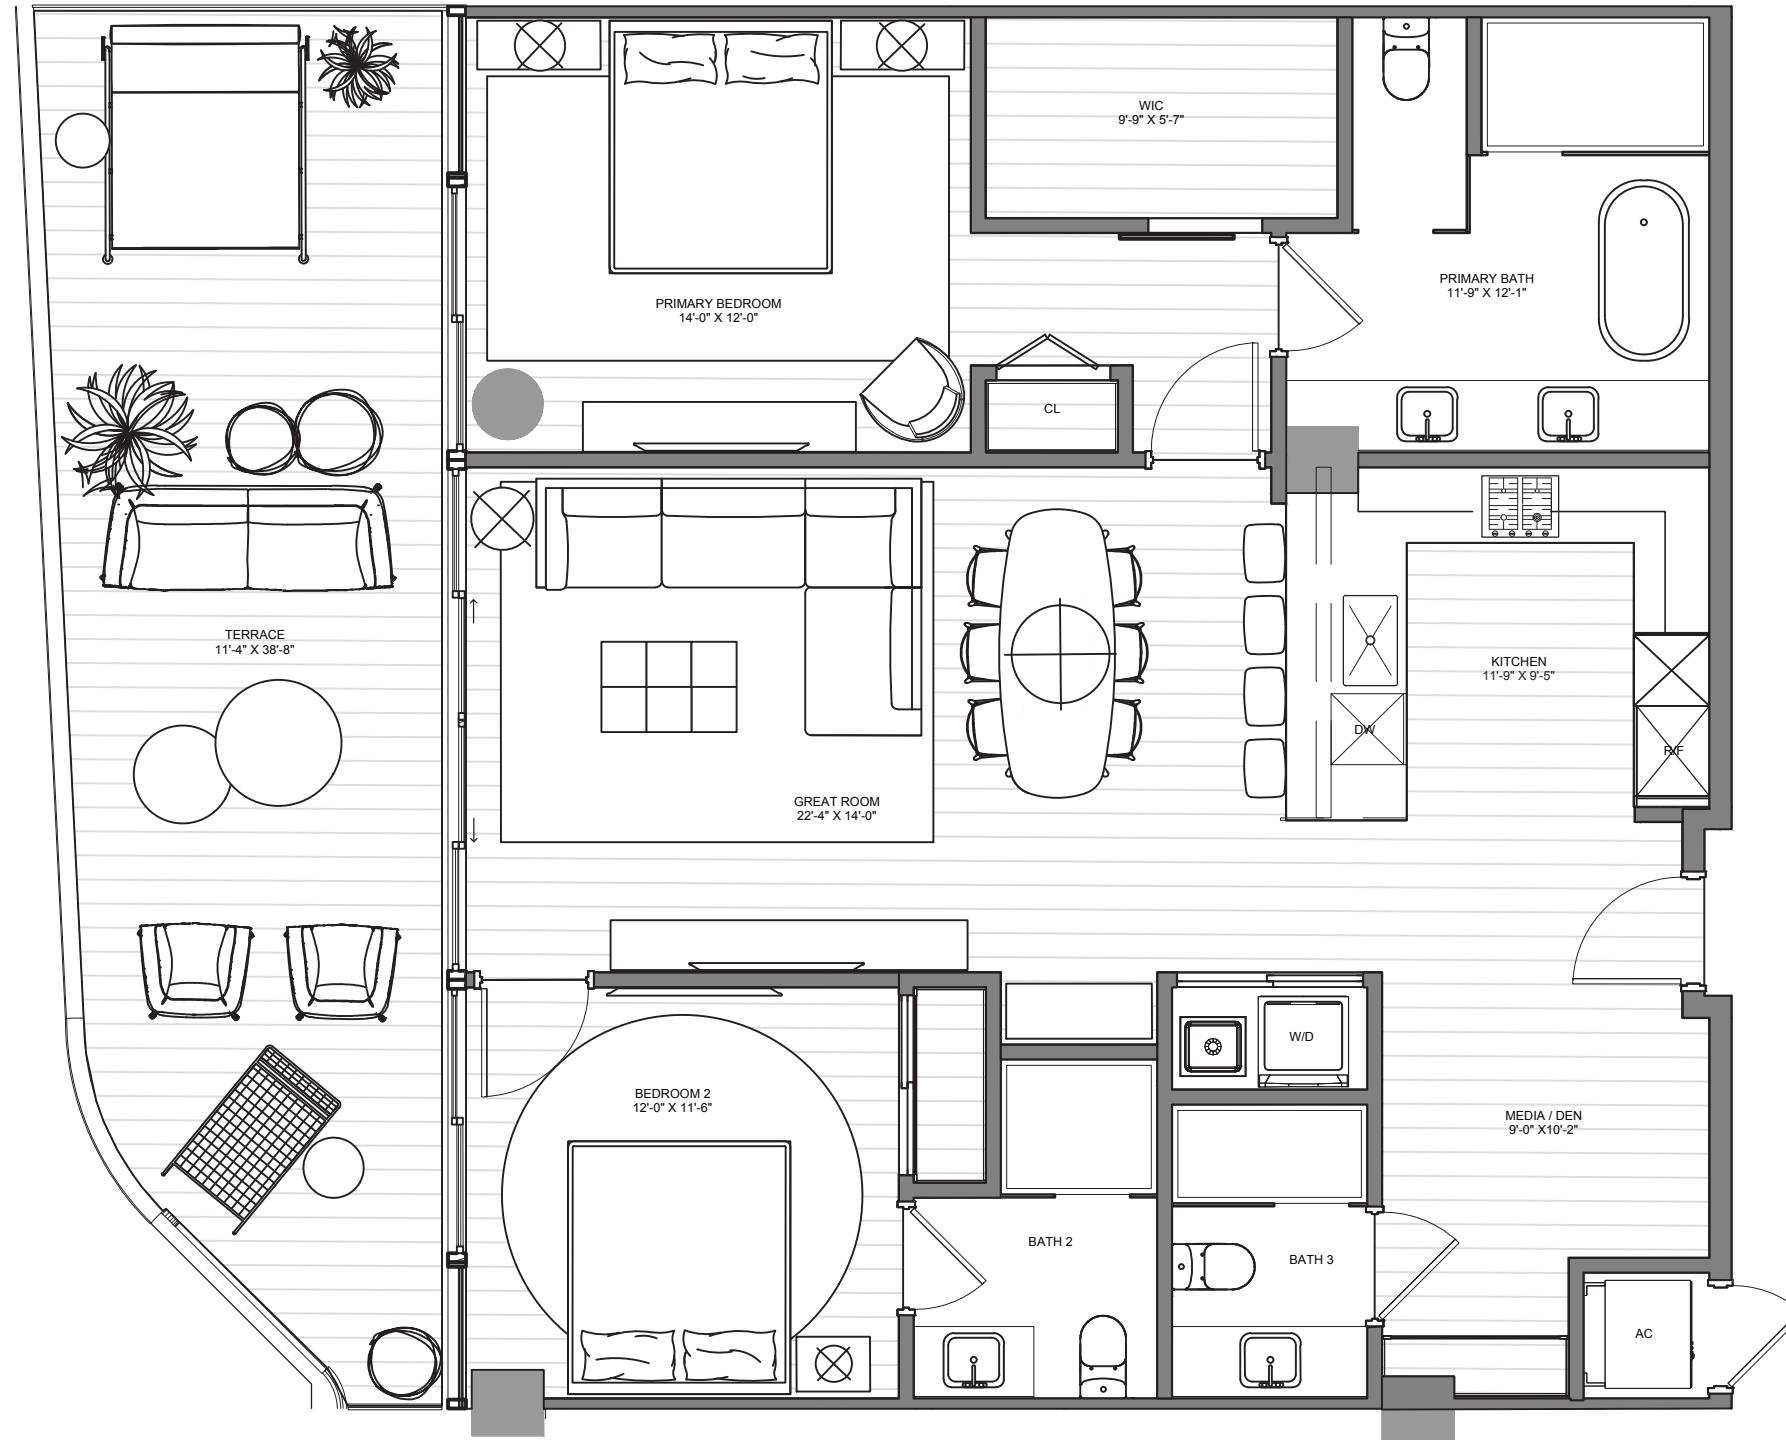 WIC
9'-9" X 5'-7"
PRIMARY BATH
11'-9" X 12'-1"
PRIMARY BEDROOM
14'-0" X 12'-0"
CL
TERRACE
11'-4" X 38'-8"
KITCHEN
11'-9" X 9'-5"
DW
R/F
GREAT ROOM
22'-4" X 14'-0"
W/D
BEDROOM 2
12'-0" X 11'-6"
MEDIA / DEN
9'-0" X10'-2"
BATH 2
BATH 3
AC